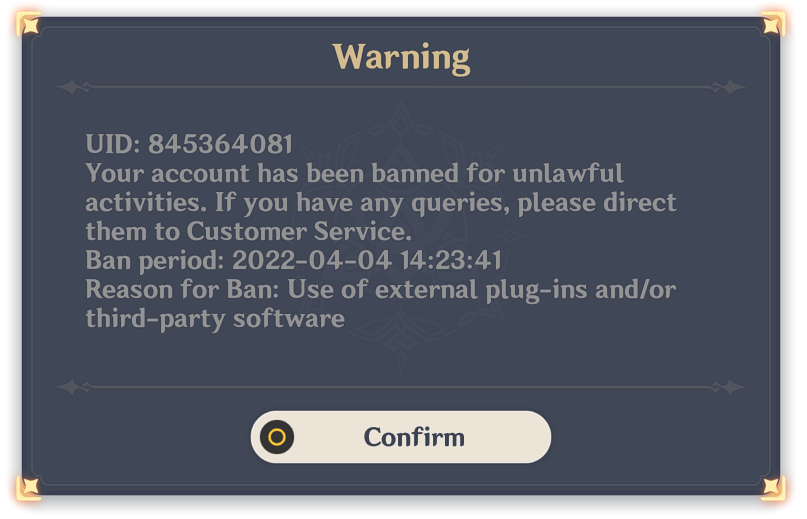 Warning
UID: 845364081
Your account has been banned for unlawful
activities. If you have any queries, please direct
them to Customer Service.
Ban period: 2022-04-04 14:23:41
Reason for Ban: Use of external plug-ins and/or
third-party software
Confirm